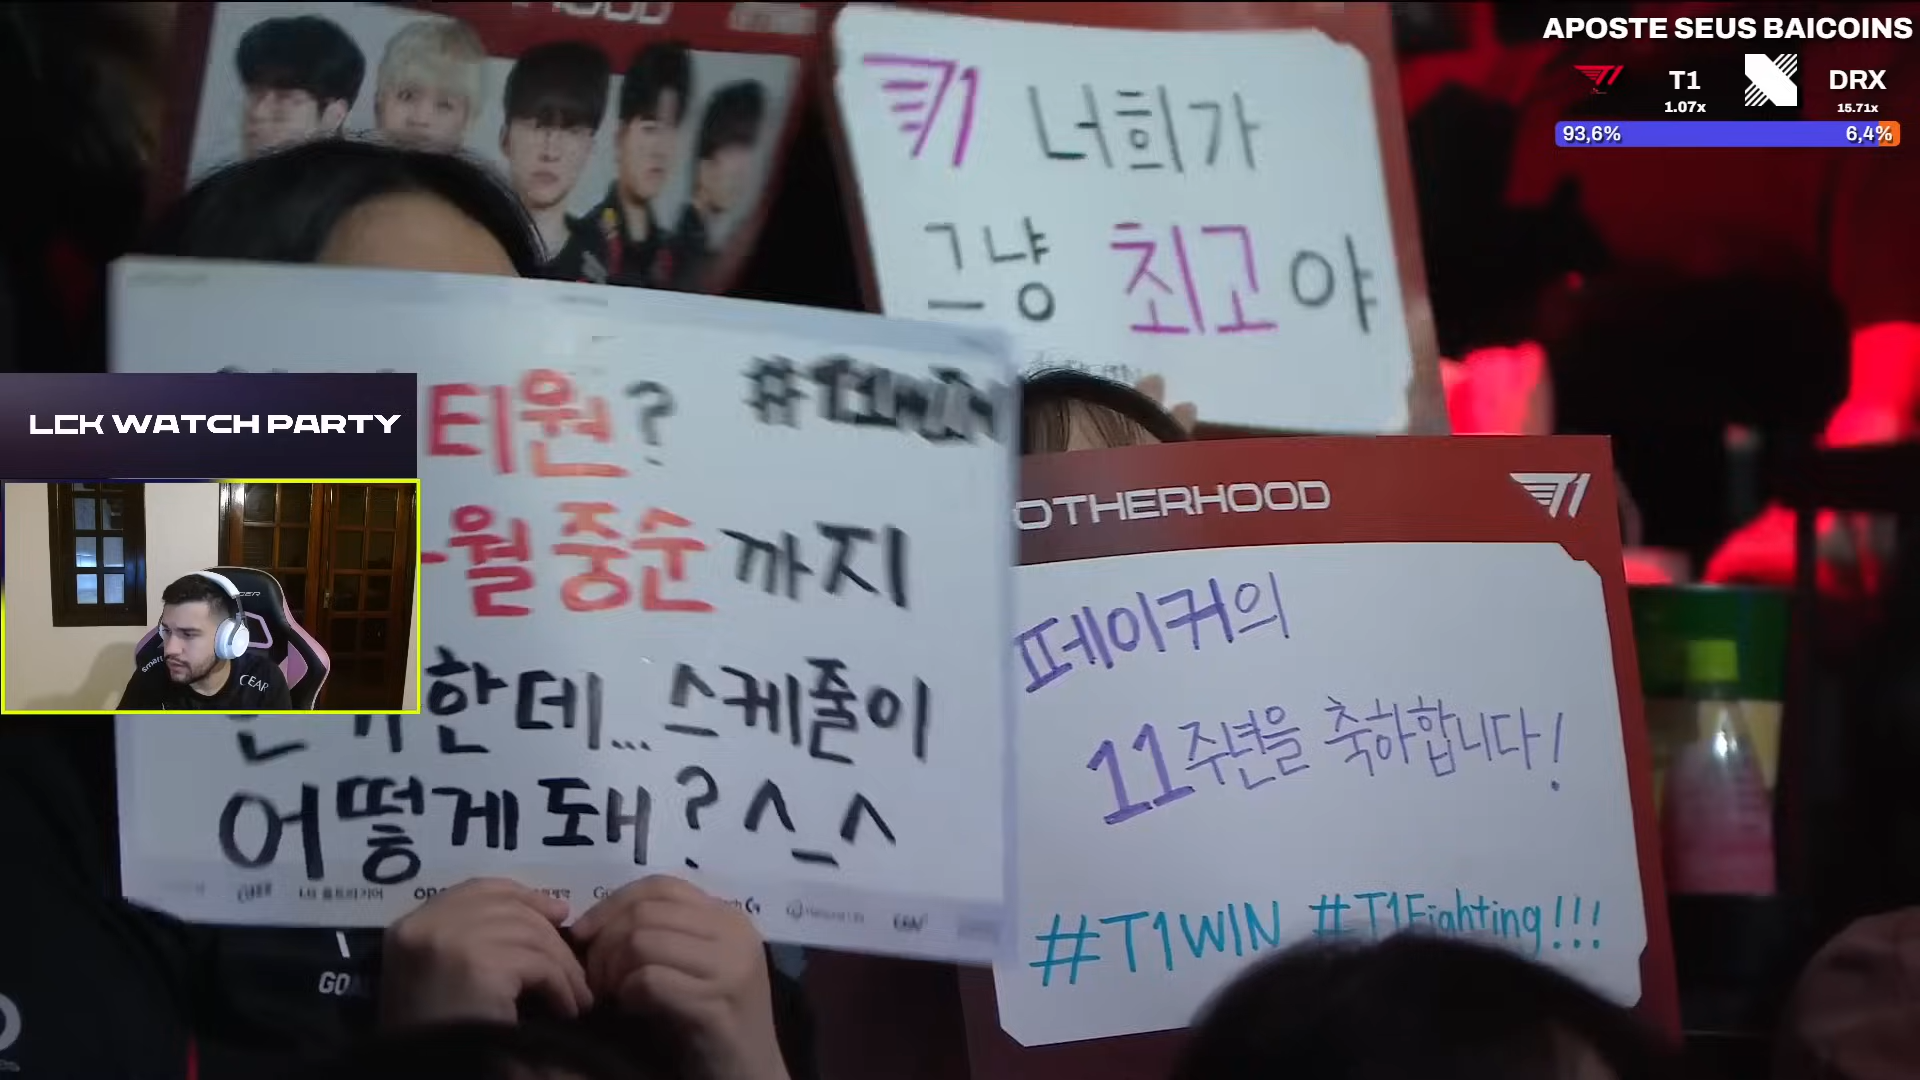 APOSTE SEUS BAICOINS
T1
DRX
1.07x
15.71x
93,6%
6,4%
T1 너희가
그냥 최고야
티원?
월 중순까지
한데... 스케줄이
어떻게 돼? ^_^
LCK WATCH PARTY
OTHERHOOD
T1
페이커의
11주년을 축하합니다!
#T1WIN #T1Fighting!!!